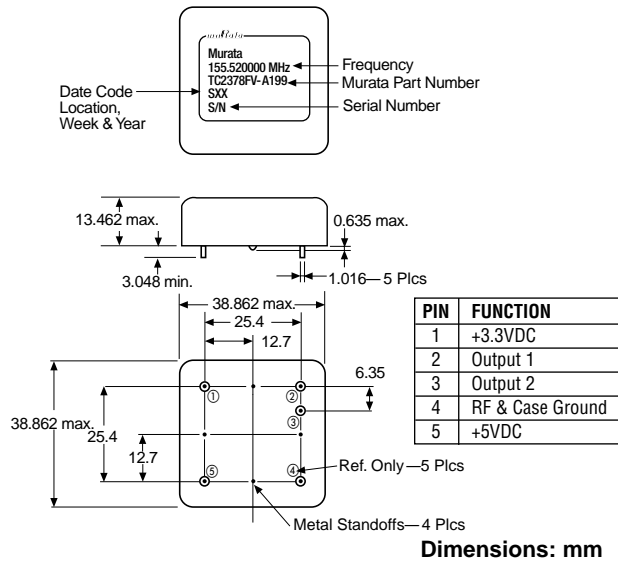 muRata
Murata
155.520000 MHz
TC2378FV-A199
SXX
S/N
Frequency
Murata Part Number
Serial Number
Date Code
Location,
Week & Year
13.462 max.
3.048 min.
0.635 max.
1.016—5 Plcs
38.862 max.
25.4
12.7
6.35
38.862 max.
25.4
12.7
1
2
3
4
5
Ref. Only—5 Plcs
Metal Standoffs—4 Plcs
PIN FUNCTION
1 +3.3VDC
2 Output 1
3 Output 2
4 RF & Case Ground
5 +5VDC
Dimensions: mm